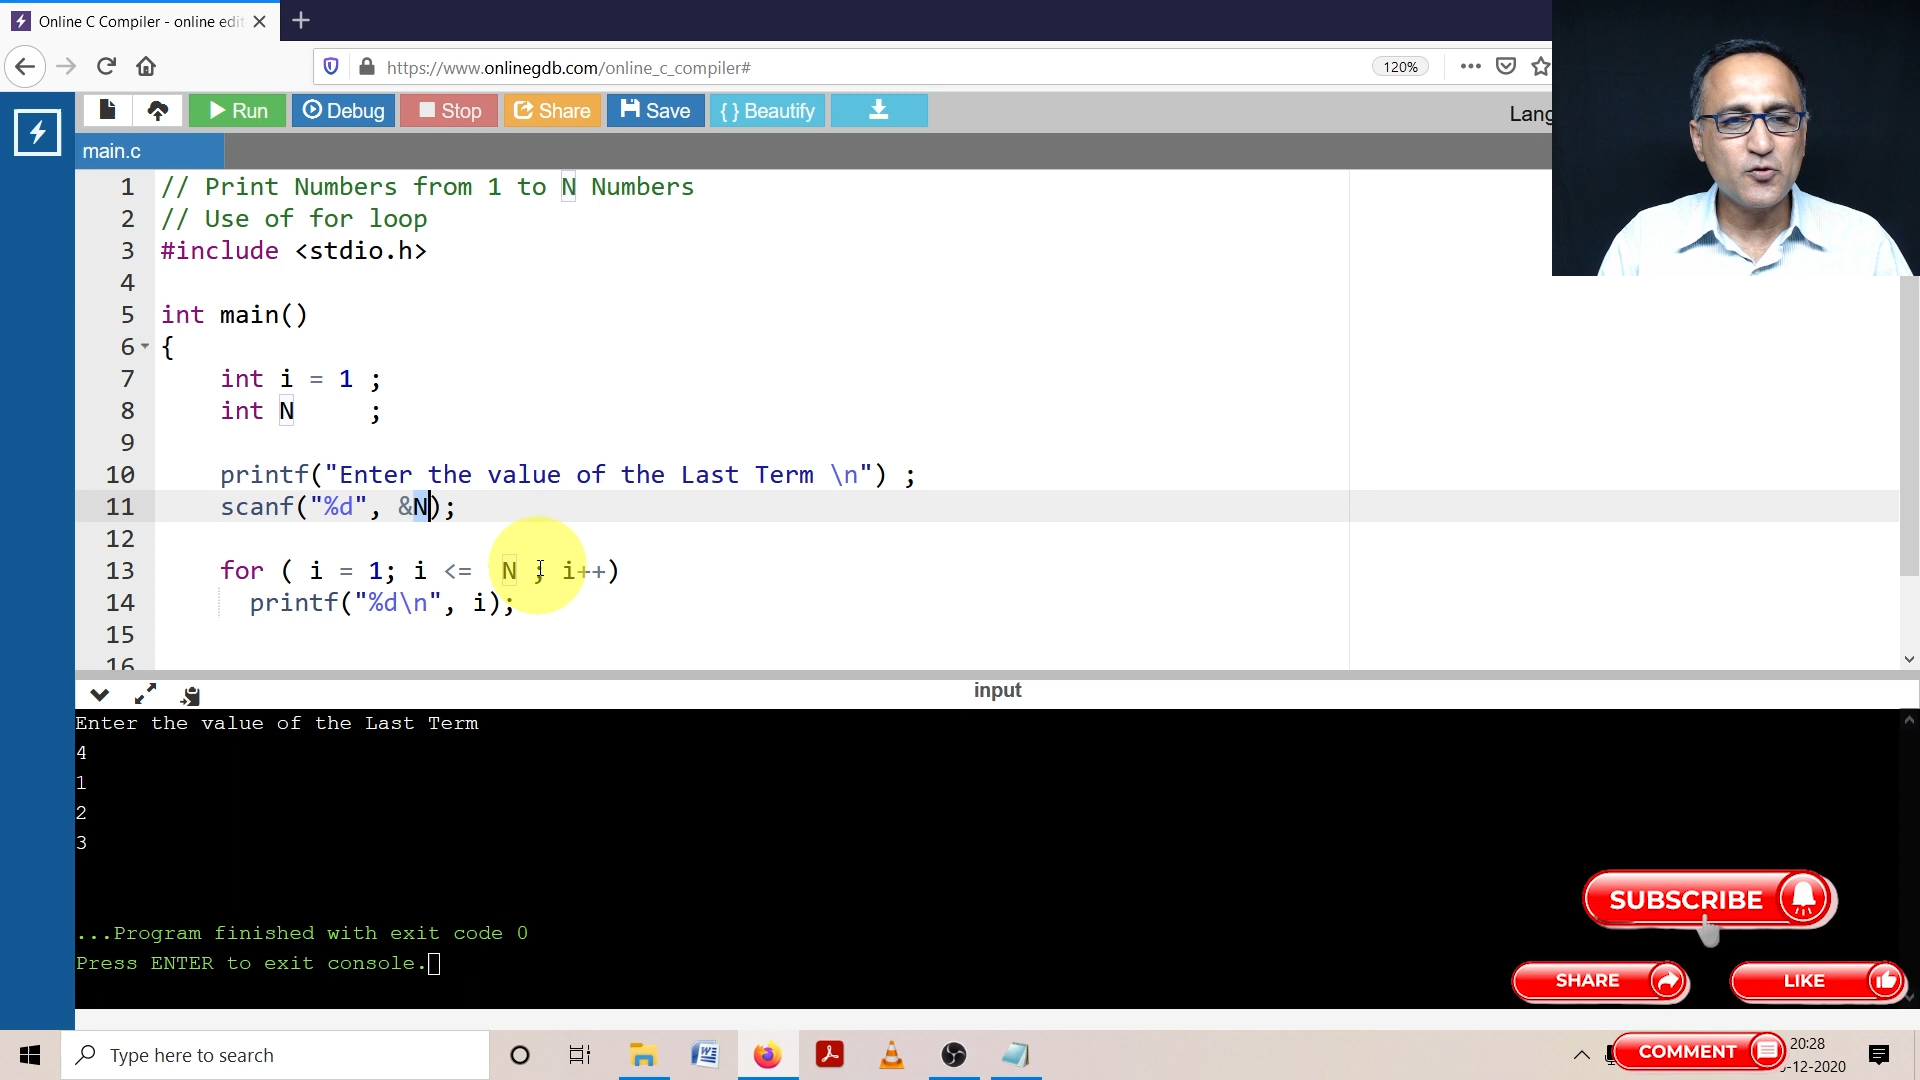 Online C Compiler - online edit
https://www.onlinegdb.com/online_c_compiler#
120%
Run
Debug
Stop
Share
Save
{ } Beautify
Lang
main.c
1 // Print Numbers from 1 to N Numbers
2 // Use of for loop
3 #include <stdio.h>
4
5 int main()
6 {
7 int i = 1 ;
8 int N ;
9
10 printf("Enter the value of the Last Term \n") ;
11 scanf("%d", &N);
12
13 for ( i = 1; i <= N ; i++)
14 printf("%d\n", i);
15
16
input
Enter the value of the Last Term
4
1
2
3
...Program finished with exit code 0
Press ENTER to exit console.
SUBSCRIBE
SHARE
LIKE
Type here to search
COMMENT
20:28
-12-2020